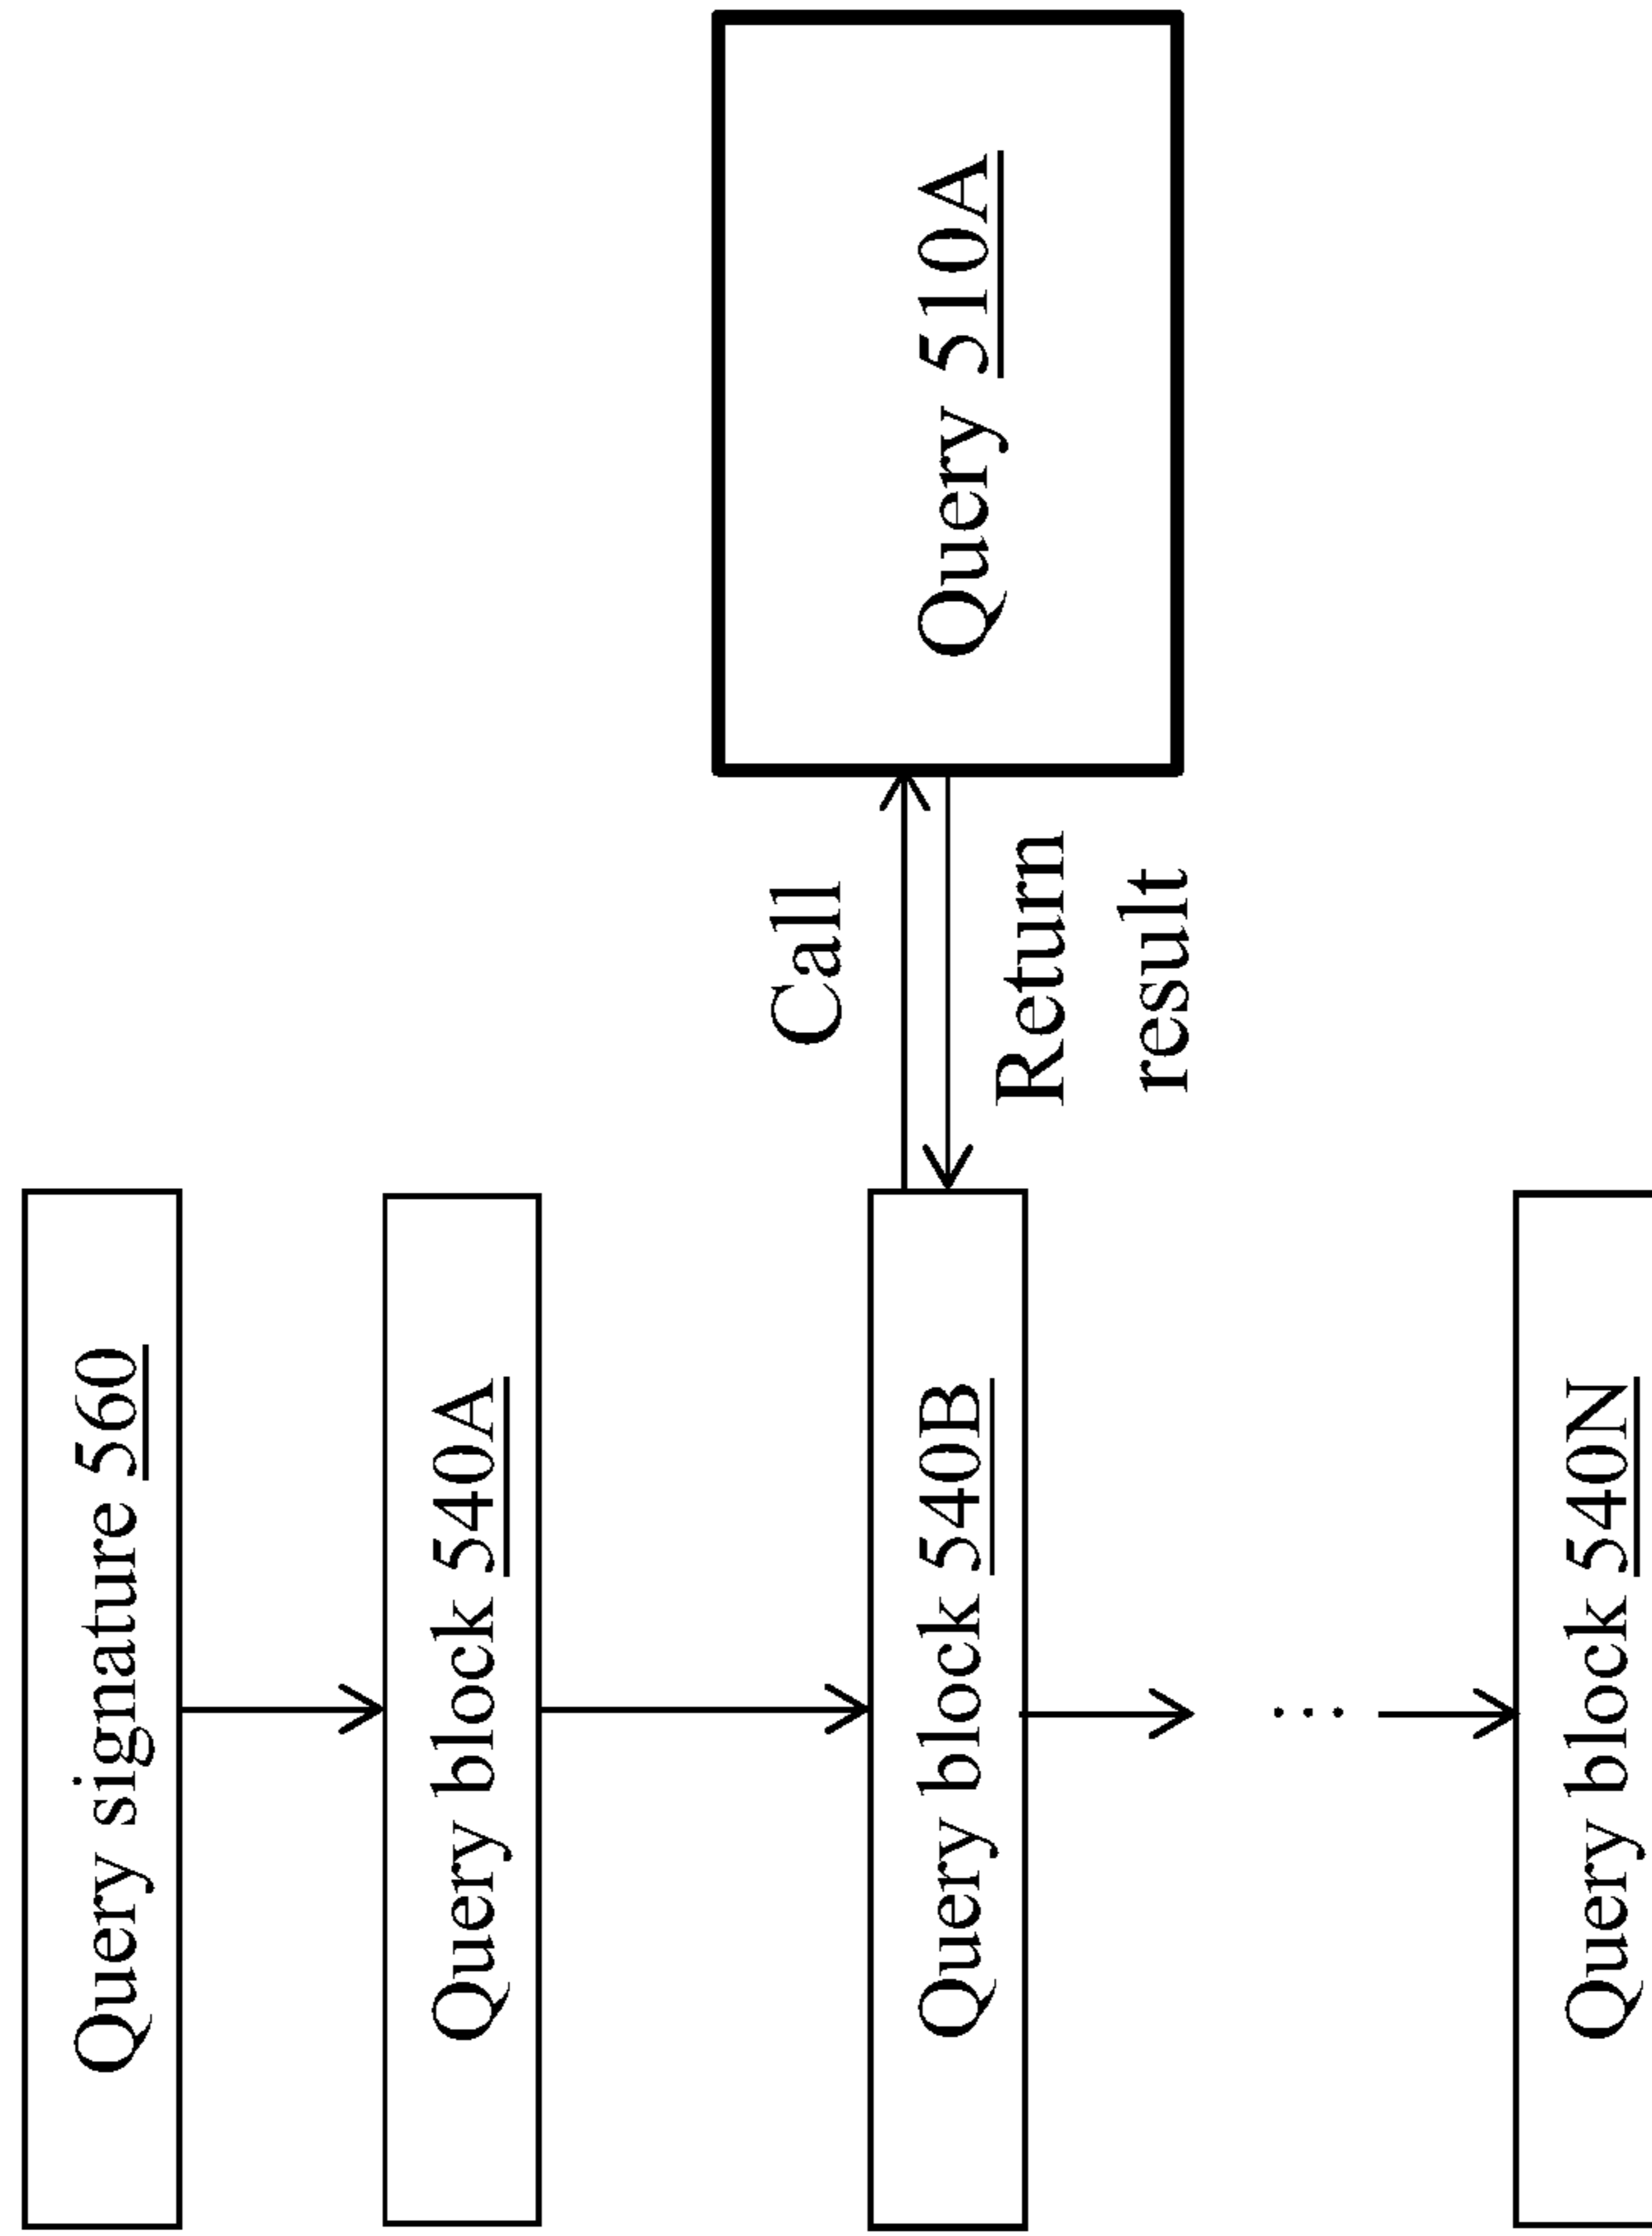 Query signature 560
Query block 540A
Query block 540B
Call
Return
result
Query 510A
...
Query block 540N